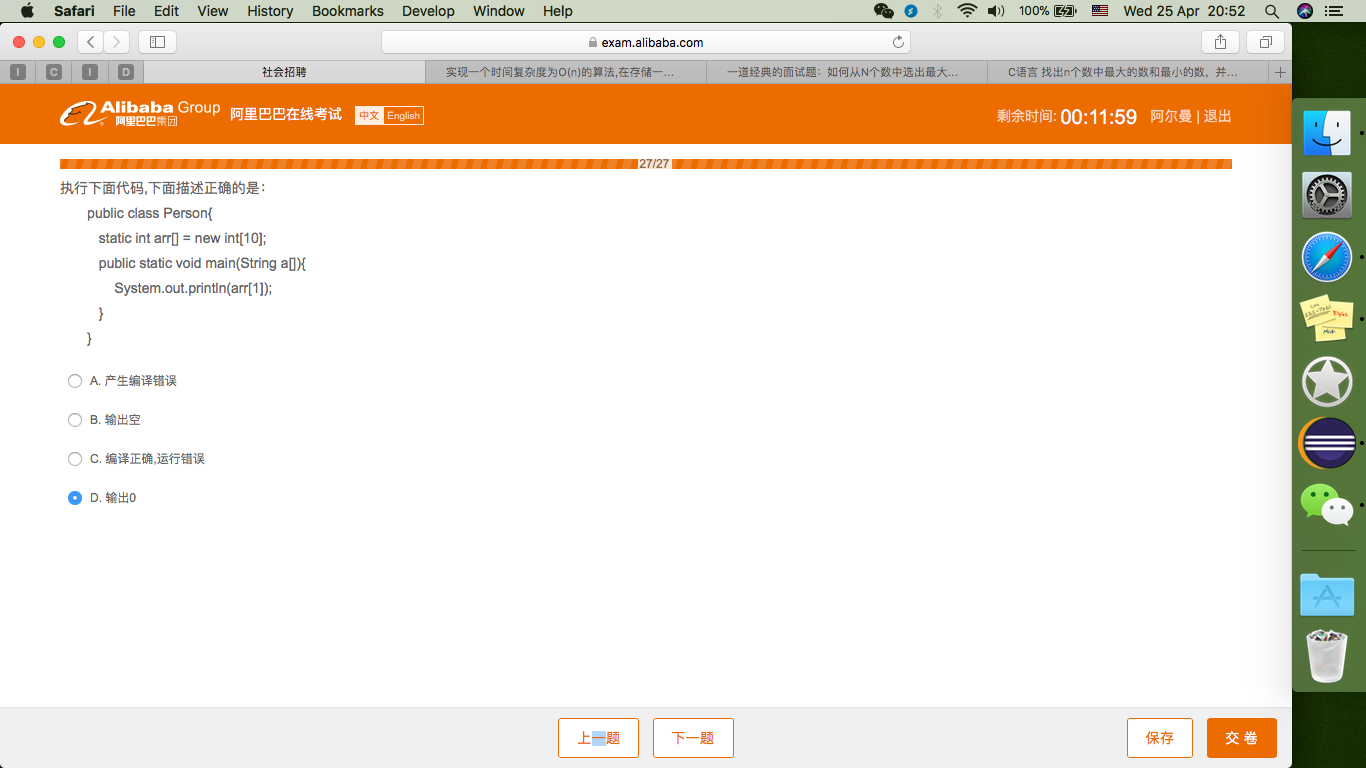 Safari File Edit View History Bookmarks Develop Window Help 100% Wed 25 Apr 20:52
exam.alibaba.com
I C I D 社会招聘 实现一个时间复杂度为O(n)的算法,在存储一... 一道经典的面试题：如何从N个数中选出最大... C语言 找出n个数中最大的数和最小的数，并...
Alibaba Group 阿里巴巴集团 阿里巴巴在线考试 中文 English 剩余时间: 00:11:59 阿尔曼 | 退出
27/27
执行下面代码,下面描述正确的是：
public class Person{
static int arr[] = new int[10];
public static void main(String a[]){
System.out.println(arr[1]);
}
}
A. 产生编译错误
B. 输出空
C. 编译正确,运行错误
D. 输出0
上一题 下一题 保存 交 卷